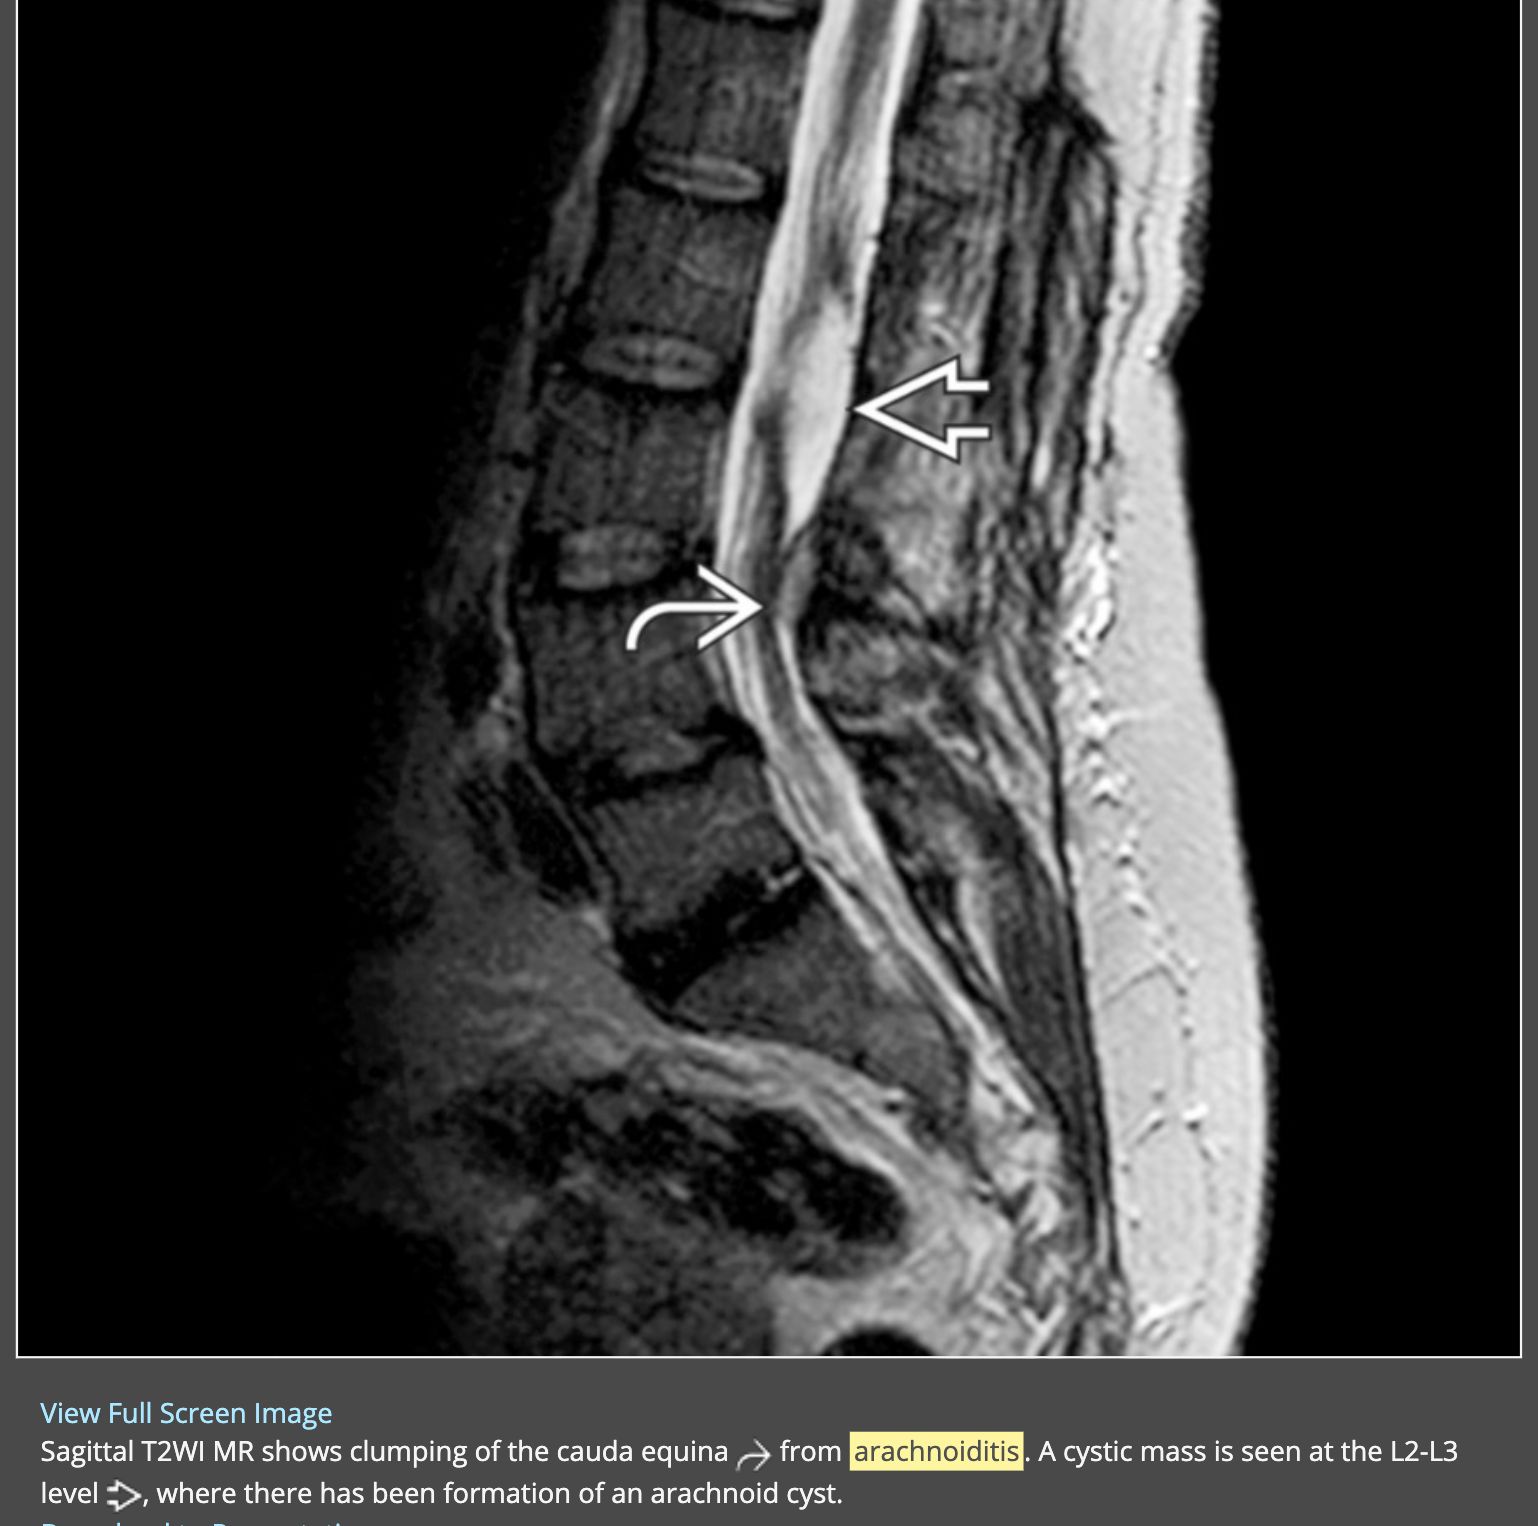 View Full Screen Image
Sagittal T2WI MR shows clumping of the cauda equina from arachnoiditis. A cystic mass is seen at the L2-L3
level , where there has been formation of an arachnoid cyst.